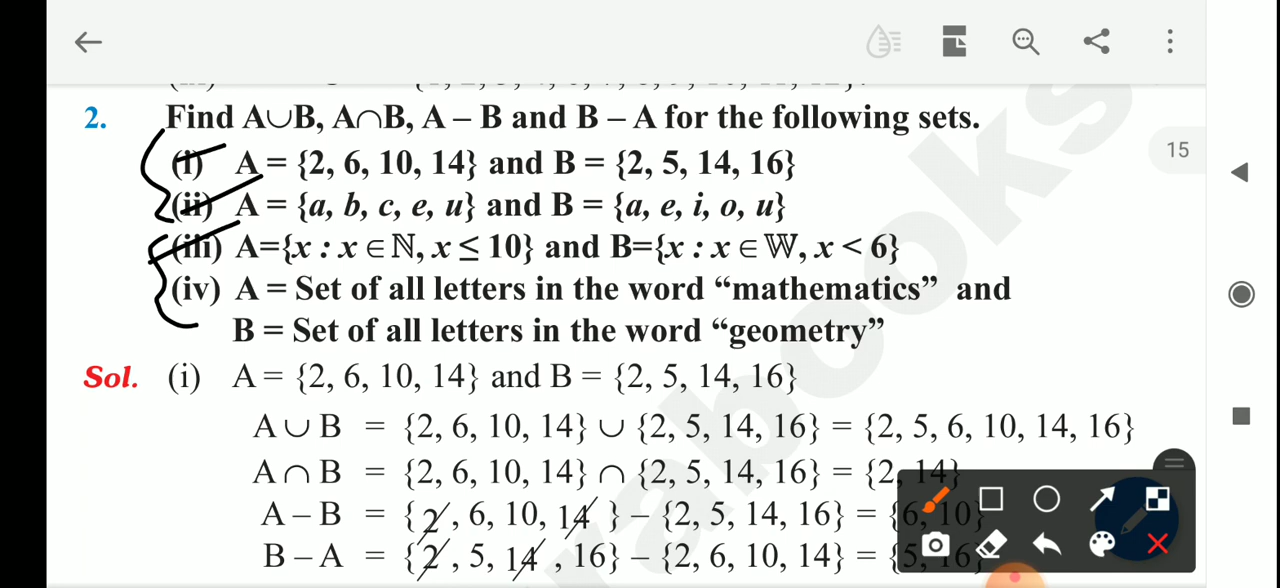 2. Find A∪B, A∩B, A – B and B – A for the following sets.
15
(i) A = {2, 6, 10, 14} and B = {2, 5, 14, 16}
(ii) A = {a, b, c, e, u} and B = {a, e, i, o, u}
(iii) A={x : x ∈ ℕ, x ≤ 10} and B={x : x ∈ 𝕎, x < 6}
(iv) A = Set of all letters in the word “mathematics” and
B = Set of all letters in the word “geometry”
Sol. (i) A = {2, 6, 10, 14} and B = {2, 5, 14, 16}
A ∪ B = {2, 6, 10, 14} ∪ {2, 5, 14, 16} = {2, 5, 6, 10, 14, 16}
A ∩ B = {2, 6, 10, 14} ∩ {2, 5, 14, 16} = {2, 14}
A – B = {2, 6, 10, 14} – {2, 5, 14, 16} = {6, 10}
B – A = {2, 5, 14, 16} – {2, 6, 10, 14} = {5, 16}
abooks